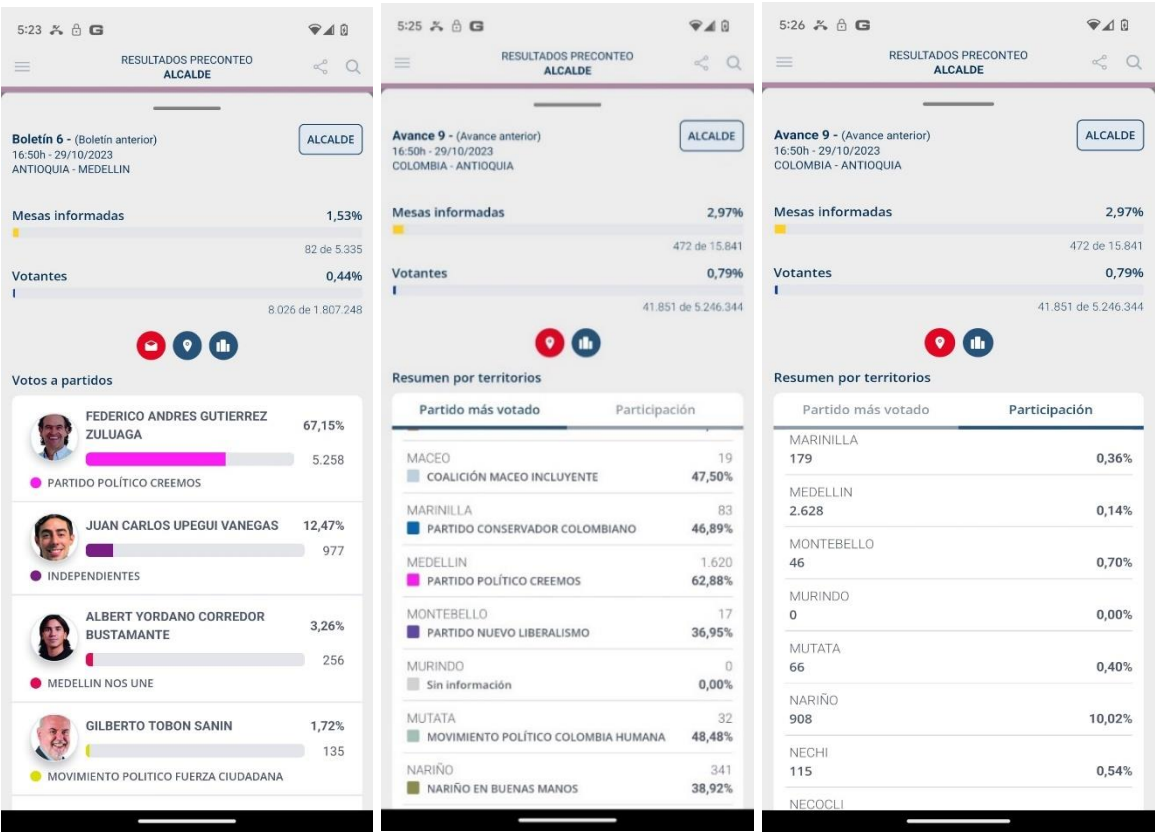 5:23
RESULTADOS PRECONTEO
ALCALDE
Boletín 6 - (Boletín anterior)
16:50h - 29/10/2023
ANTIOQUIA - MEDELLIN
ALCALDE
Mesas informadas 1,53%
82 de 5.335
Votantes 0,44%
8.026 de 1.807.248
Votos a partidos
FEDERICO ANDRES GUTIERREZ
ZULUAGA
67,15%
5.258
PARTIDO POLÍTICO CREEMOS
JUAN CARLOS UPEGUI VANEGAS 12,47%
977
INDEPENDIENTES
ALBERT YORDANO CORREDOR
BUSTAMANTE
3,26%
256
MEDELLIN NOS UNE
GILBERTO TOBON SANIN 1,72%
135
MOVIMIENTO POLITICO FUERZA CIUDADANA
5:25
RESULTADOS PRECONTEO
ALCALDE
Avance 9 - (Avance anterior)
16:50h - 29/10/2023
COLOMBIA - ANTIOQUIA
ALCALDE
Mesas informadas 2,97%
472 de 15.841
Votantes 0,79%
41.851 de 5.246.344
Resumen por territorios
Partido más votado Participación
MACEO 19
COALICIÓN MACEO INCLUYENTE 47,50%
MARINILLA 83
PARTIDO CONSERVADOR COLOMBIANO 46,89%
MEDELLIN 1.620
PARTIDO POLÍTICO CREEMOS 62,88%
MONTEBELLO 17
PARTIDO NUEVO LIBERALISMO 36,95%
MURINDO 0
Sin información 0,00%
MUTATA 32
MOVIMIENTO POLÍTICO COLOMBIA HUMANA 48,48%
NARIÑO 341
NARIÑO EN BUENAS MANOS 38,92%
5:26
RESULTADOS PRECONTEO
ALCALDE
Avance 9 - (Avance anterior)
16:50h - 29/10/2023
COLOMBIA - ANTIOQUIA
ALCALDE
Mesas informadas 2,97%
472 de 15.841
Votantes 0,79%
41.851 de 5.246.344
Resumen por territorios
Partido más votado Participación
MARINILLA
179 0,36%
MEDELLIN
2.628 0,14%
MONTEBELLO
46 0,70%
MURINDO
0 0,00%
MUTATA
66 0,40%
NARIÑO
908 10,02%
NECHI
115 0,54%
NECOCLI